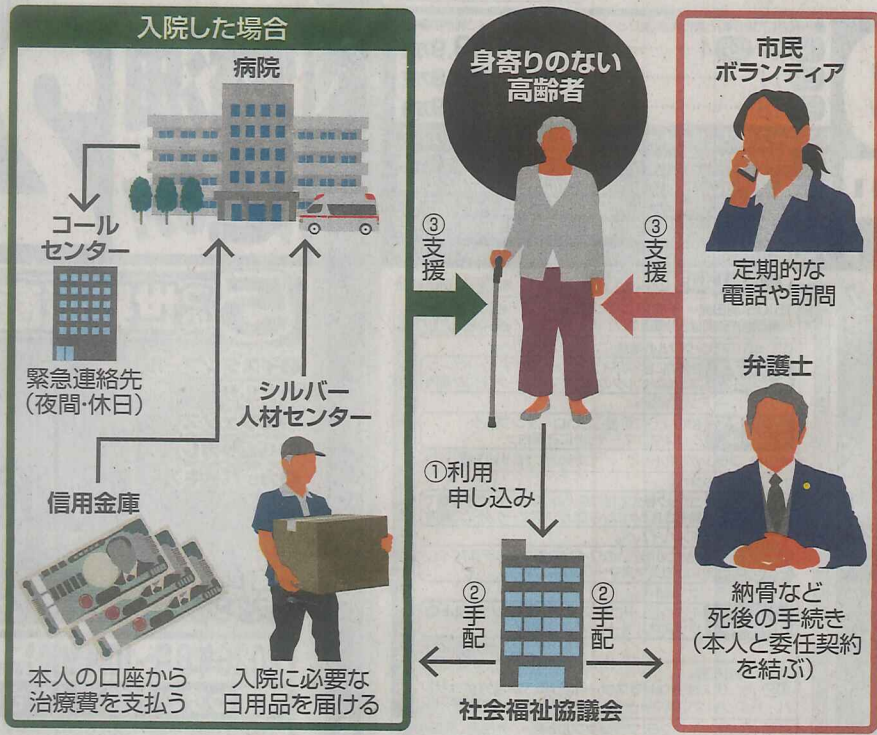 入院した場合
病院
コール
センター
緊急連絡先
(夜間・休日)
信用金庫
本人の口座から
治療費を支払う
シルバー
人材センター
入院に必要な
日用品を届ける
身寄りのない
高齢者
③支援
③支援
①利用
申し込み
②手配
②手配
社会福祉協議会
市民
ボランティア
定期的な
電話や訪問
弁護士
納骨など
死後の手続き
(本人と委任契約
を結ぶ)